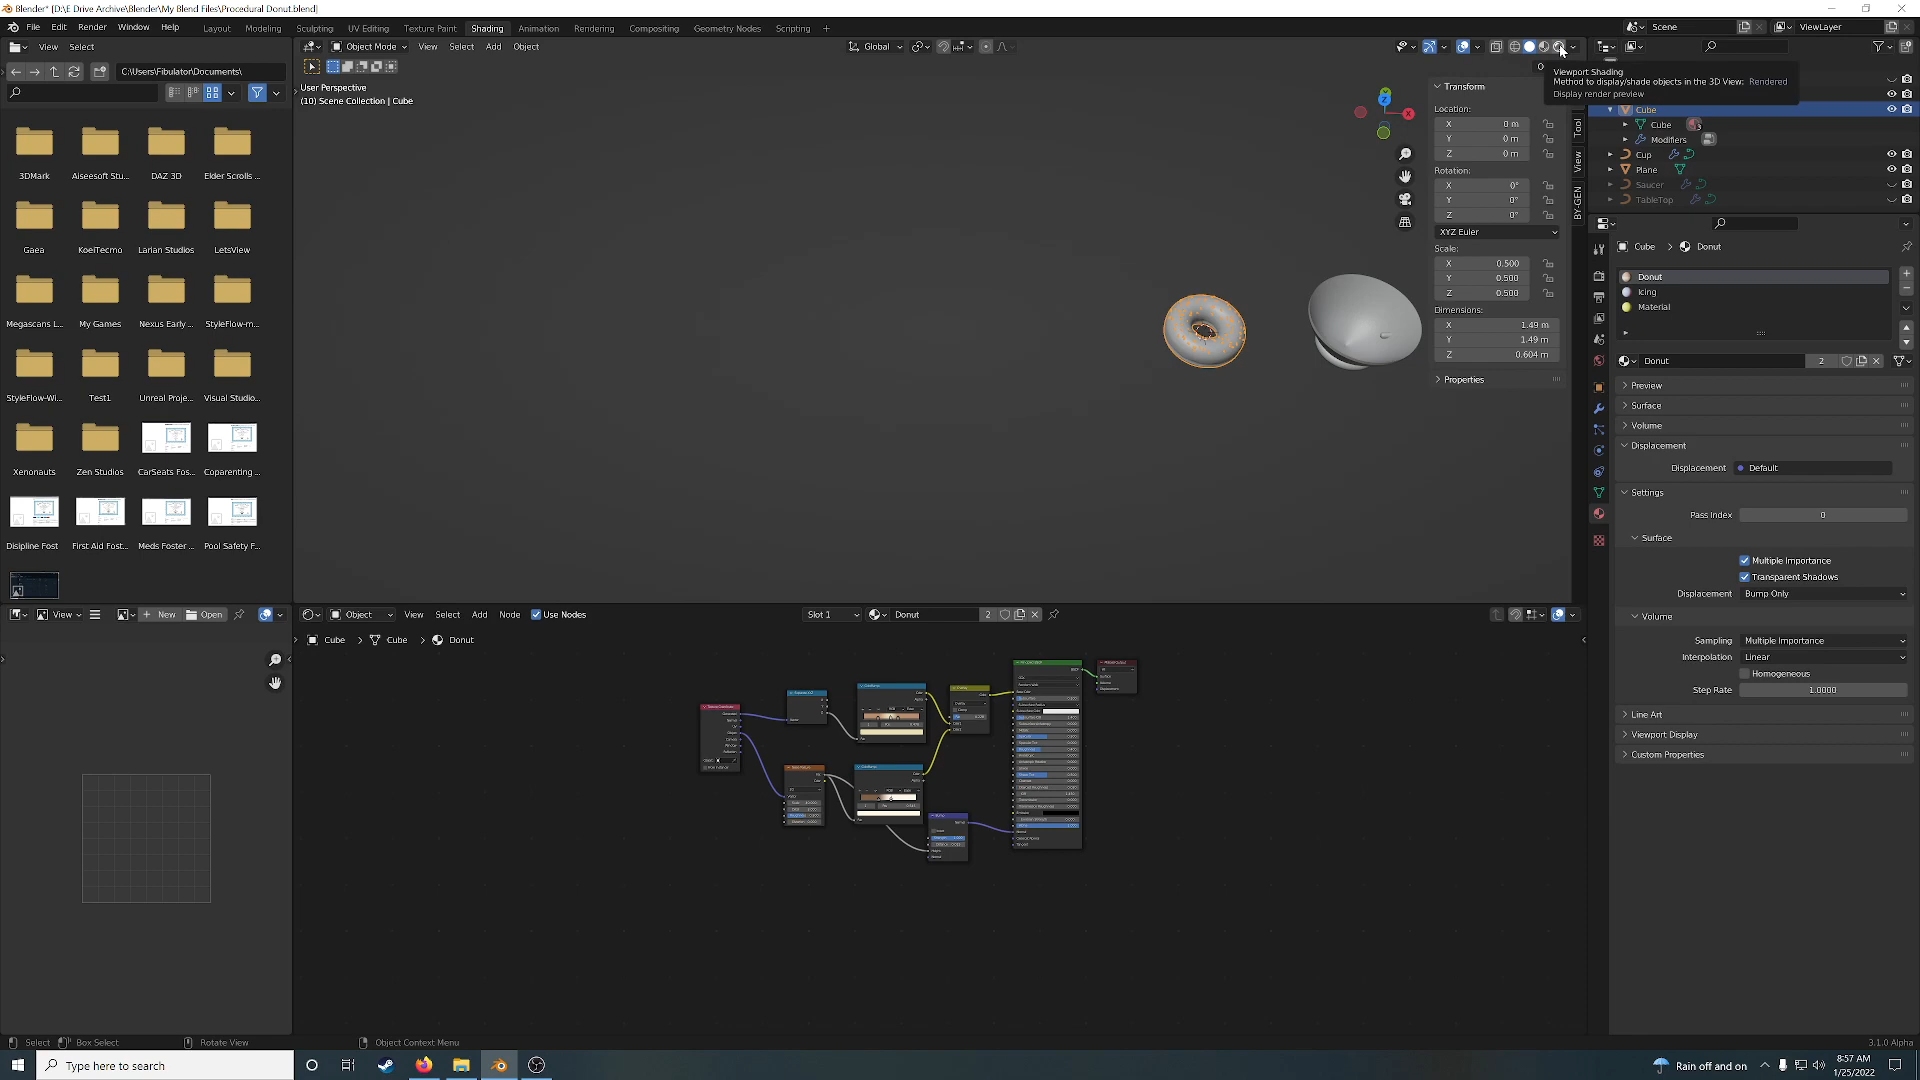 Blender* [D:\E Drive Archive\Blender\My Blend Files\Procedural Donut.blend]
File Edit Render Window Help Layout Modeling Sculpting UV Editing Texture Paint Shading Animation Rendering Compositing Geometry Nodes Scripting + Scene ViewLayer
View Select
Object Mode View Select Add Object Global
C:\Users\Fibulator\Documents\
User Perspective
(10) Scene Collection | Cube
Viewport Shading
Method to display/shade objects in the 3D View: Rendered
Display render preview
3DMark Aiseesoft Stu... DAZ 3D Elder Scrolls ...
Gaea KoeiTecmo Larian Studios LetsView
Megascans L... My Games Nexus Early ... StyleFlow-m...
StyleFlow-Wi... Test1 Unreal Proje... Visual Studio...
Xenonauts Zen Studios CarSeats Fos... Coparenting ...
Disipline Fost First Aid Fost... Meds Foster ... Pool Safety F...
Transform
Location:
X 0 m
Y 0 m
Z 0 m
Rotation:
X 0°
Y 0°
Z 0°
XYZ Euler
Scale:
X 0.500
Y 0.500
Z 0.500
Dimensions:
X 1.49 m
Y 1.49 m
Z 0.604 m
Properties
Tool
View
BY-GEN
Cube
Cube 3
Modifiers
Cup
Plane
Saucer
TableTop
Cube > Donut
Donut
Icing
Material
Donut 2
Preview
Surface
Volume
Displacement
Displacement Default
Settings
Pass Index 0
Surface
Multiple Importance
Transparent Shadows
Displacement Bump Only
Volume
Sampling Multiple Importance
Interpolation Linear
Homogeneous
Step Rate 1.0000
Line Art
Viewport Display
Custom Properties
View + New Open
Object View Select Add Node Use Nodes Slot 1 Donut 2
Cube > Cube > Donut
Select Box Select Rotate View Object Context Menu 3.1.0 Alpha
Type here to search
Rain off and on
8:57 AM
1/25/2022